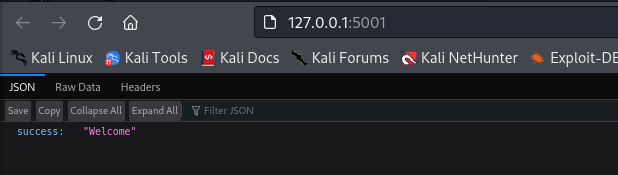 127.0.0.1:5001
Kali Linux Kali Tools Kali Docs Kali Forums Kali NetHunter Exploit-DB
JSON Raw Data Headers
Save Copy Collapse All Expand All Filter JSON
success: "Welcome"